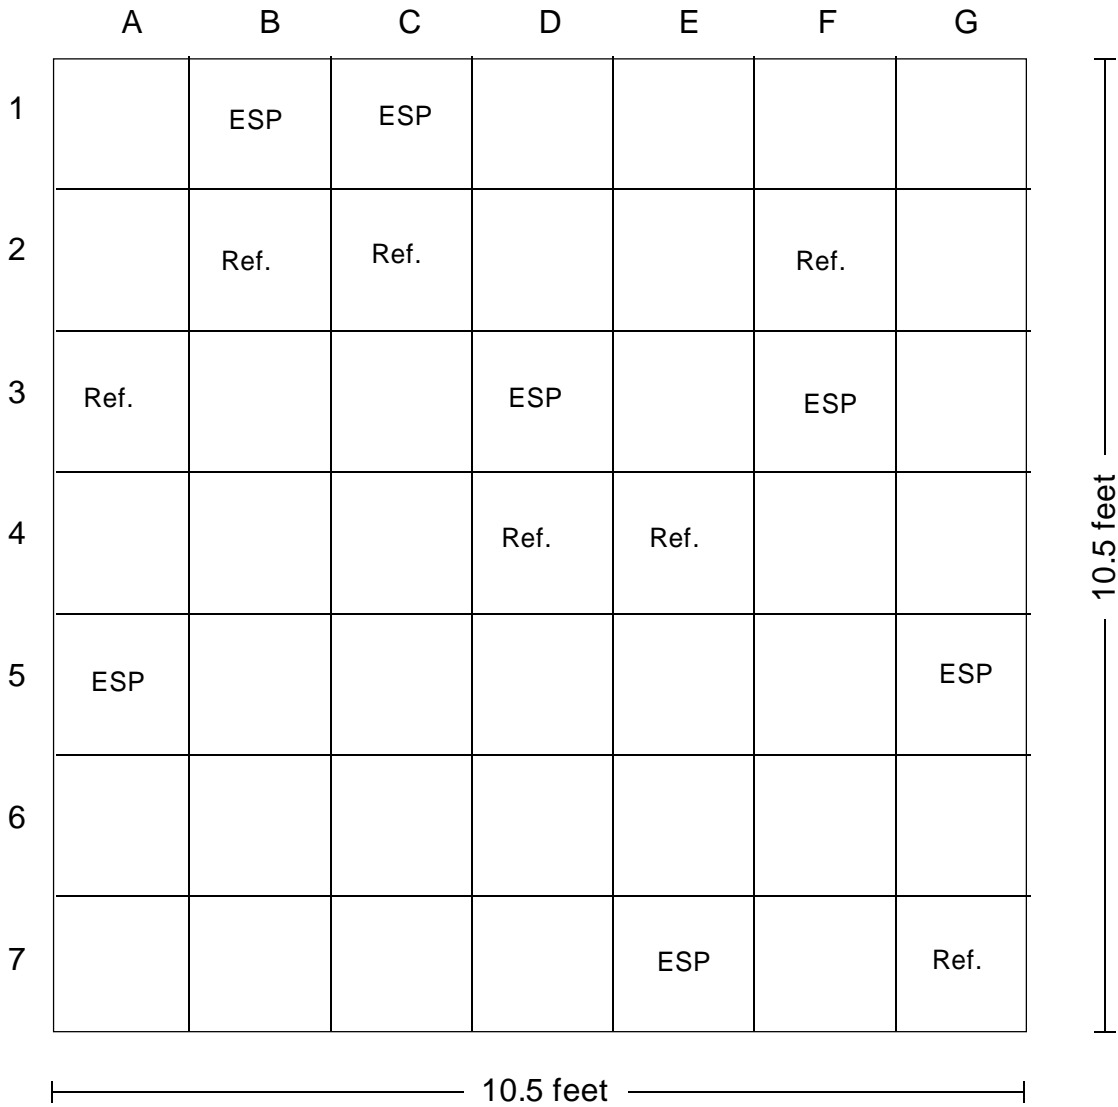 A B C D E F G
1 ESP ESP
2 Ref. Ref. Ref.
3 Ref. ESP ESP
4 Ref. Ref.
5 ESP ESP
6
7 ESP Ref.
10.5 feet
10.5 feet